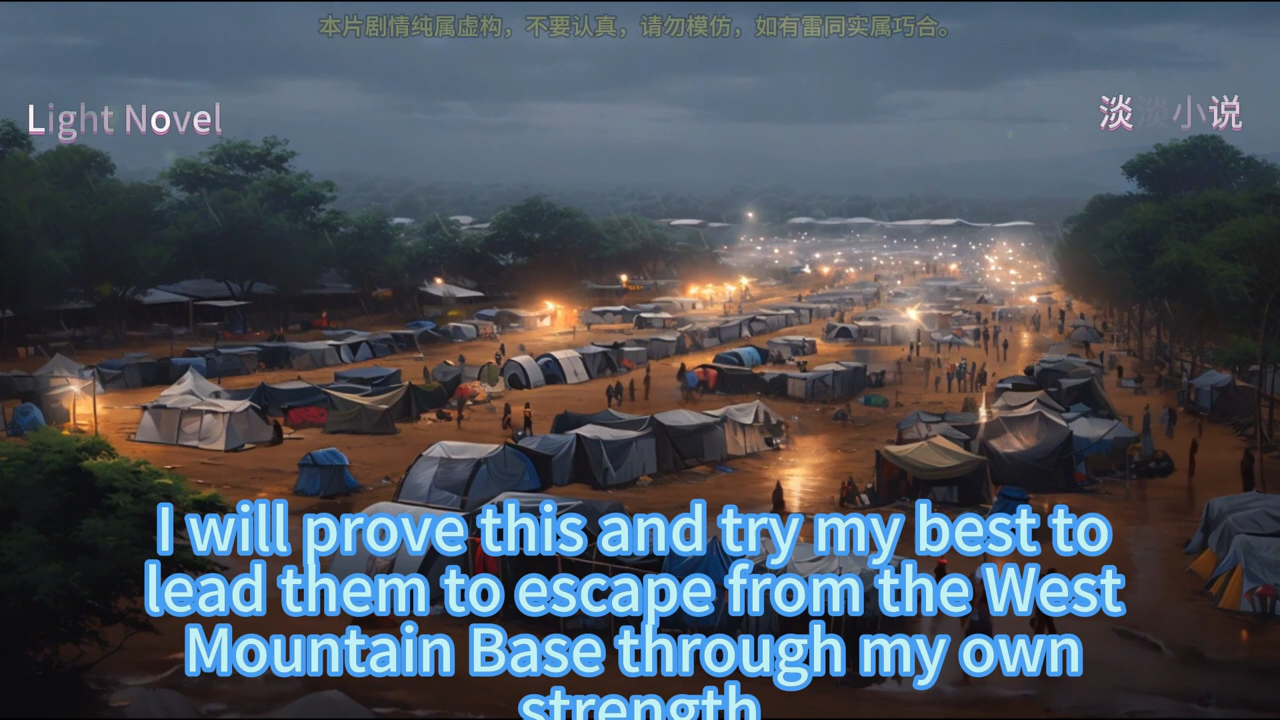 本片剧情纯属虚构，不要认真，请勿模仿，如有雷同实属巧合。
Light Novel
淡淡小说
I will prove this and try my best to
lead them to escape from the West
Mountain Base through my own
strength